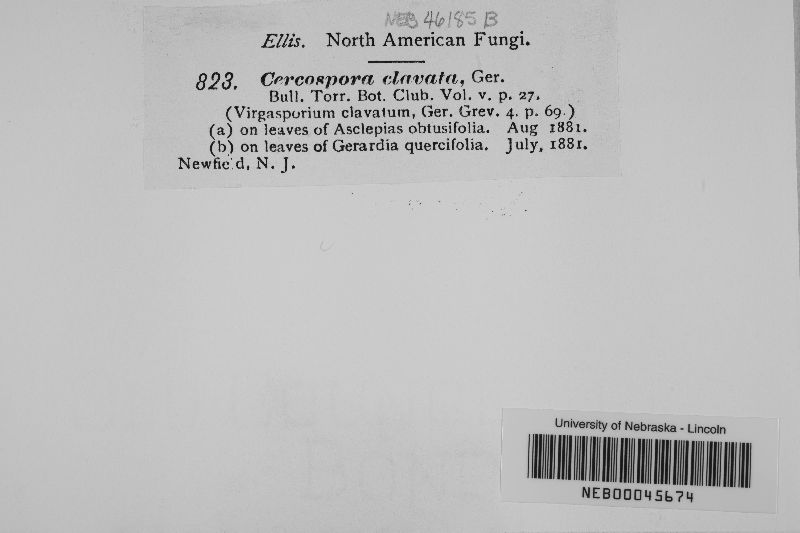 NEB 46185 B
Ellis. North American Fungi.
823. Cercospora clavata, Ger.
Bull. Torr. Bot. Club. Vol. v. p. 27.
(Virgasporium clavatum, Ger. Grev. 4. p. 69.)
(a) on leaves of Asclepias obtusifolia. Aug 1881.
(b) on leaves of Gerardia quercifolia. July, 1881.
Newfield, N. J.
University of Nebraska - Lincoln
NEB00045674